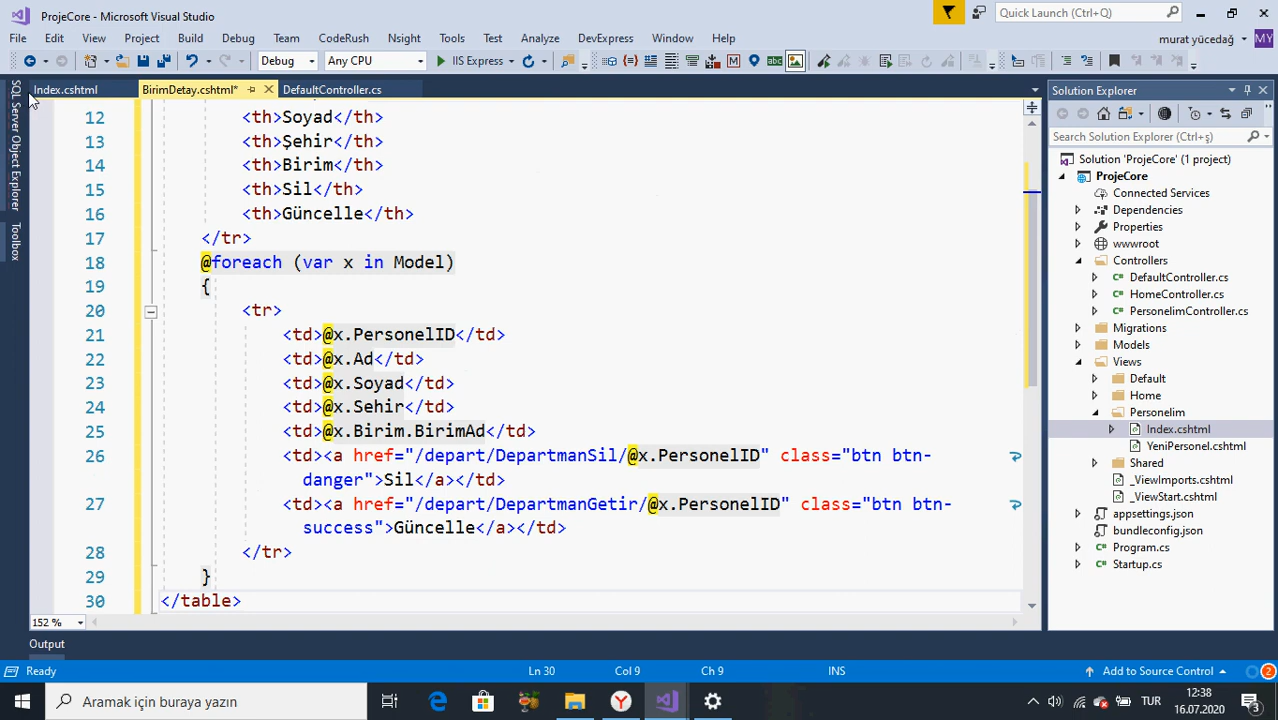 ProjeCore - Microsoft Visual Studio
Quick Launch (Ctrl+Q)
File Edit View Project Build Debug Team CodeRush Nsight Tools Test Analyze DevExpress Window Help
murat yücedağ MY
Debug Any CPU IIS Express
SQL Server Object Explorer
Toolbox
Index.cshtml BirimDetay.cshtml* DefaultController.cs
12 <th>Soyad</th>
13 <th>Şehir</th>
14 <th>Birim</th>
15 <th>Sil</th>
16 <th>Güncelle</th>
17 </tr>
18 @foreach (var x in Model)
19 {
20 <tr>
21 <td>@x.PersonelID</td>
22 <td>@x.Ad</td>
23 <td>@x.Soyad</td>
24 <td>@x.Sehir</td>
25 <td>@x.Birim.BirimAd</td>
26 <td><a href="/depart/DepartmanSil/@x.PersonelID" class="btn btn-
danger">Sil</a></td>
27 <td><a href="/depart/DepartmanGetir/@x.PersonelID" class="btn btn-
success">Güncelle</a></td>
28 </tr>
29 }
30 </table>
152 %
Output
Solution Explorer
Search Solution Explorer (Ctrl+ş)
Solution 'ProjeCore' (1 project)
ProjeCore
Connected Services
Dependencies
Properties
wwwroot
Controllers
DefaultController.cs
HomeController.cs
PersonelimController.cs
Migrations
Models
Views
Default
Home
Personelim
Index.cshtml
YeniPersonel.cshtml
Shared
_ViewImports.cshtml
_ViewStart.cshtml
appsettings.json
bundleconfig.json
Program.cs
Startup.cs
Ready Ln 30 Col 9 Ch 9 INS Add to Source Control 2
Aramak için buraya yazın
TUR 12:38
16.07.2020 3